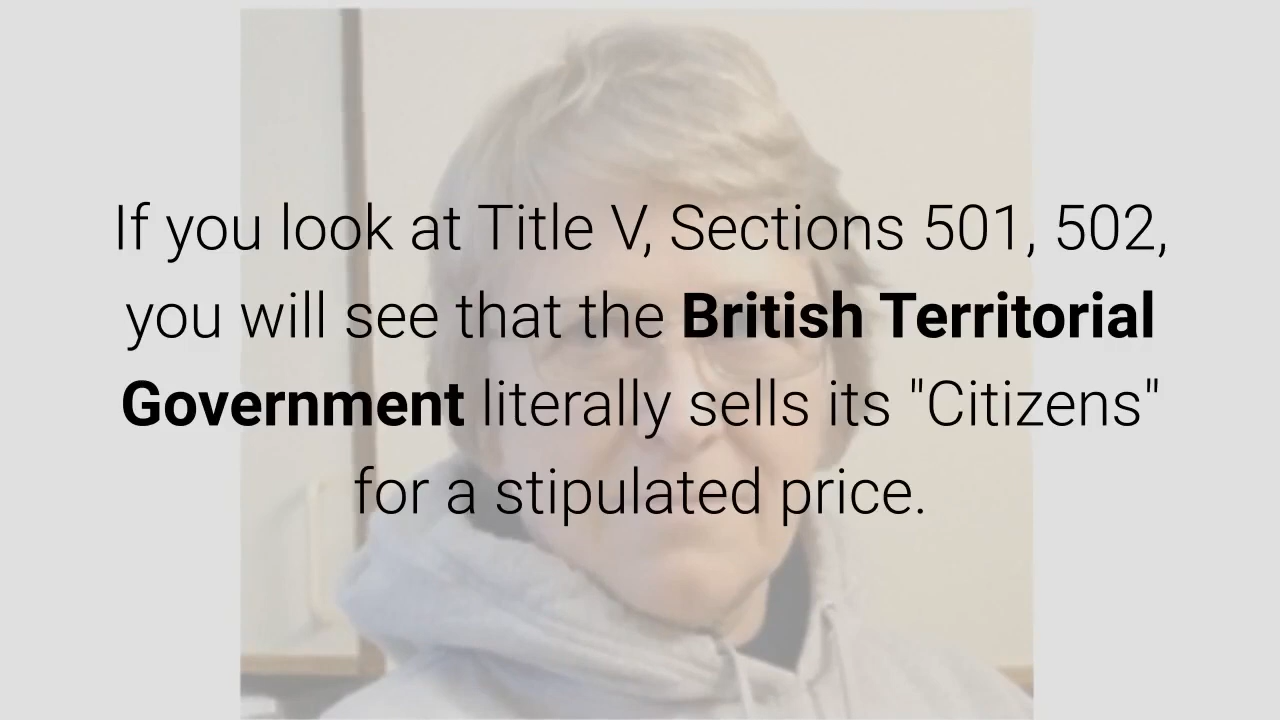 If you look at Title V, Sections 501, 502,
you will see that the British Territorial
Government literally sells its "Citizens"
for a stipulated price.